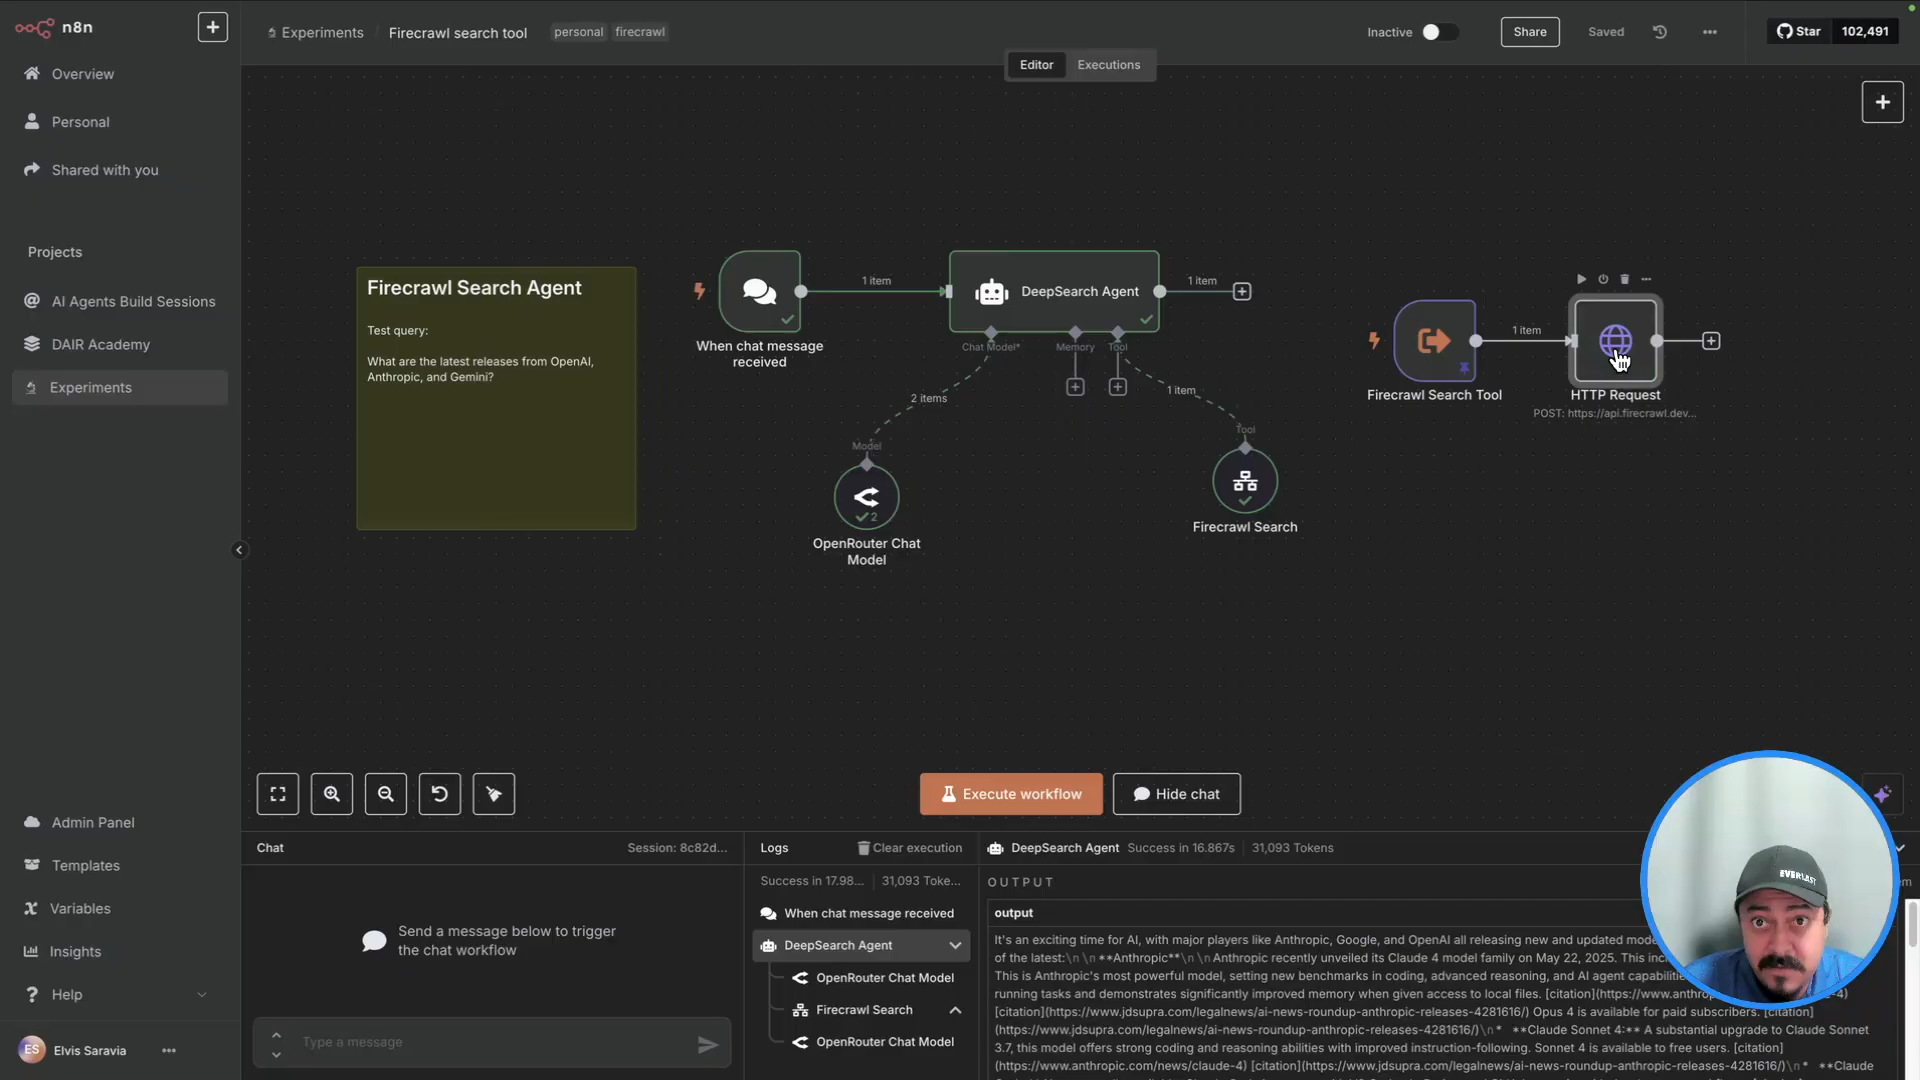 n8n
Overview
Personal
Shared with you
Projects
AI Agents Build Sessions
DAIR Academy
Experiments
Admin Panel
Templates
Variables
Insights
Help
ES
Elvis Saravia
Experiments / Firecrawl search tool personal firecrawl
Inactive
Share
Saved
Star 102,491
Editor Executions
Firecrawl Search Agent
Test query:
What are the latest releases from OpenAI,
Anthropic, and Gemini?
When chat message
received
1 item
DeepSearch Agent
1 item
Chat Model*
Memory
Tool
2 items
1 item
Model
Tool
2
OpenRouter Chat
Model
Firecrawl Search
Firecrawl Search Tool
1 item
HTTP Request
POST: https://api.firecrawl.dev...
Execute workflow
Hide chat
Chat
Session: 8c82d...
Send a message below to trigger
the chat workflow
Type a message
Logs
Clear execution
Success in 17.98... 31,093 Toke...
When chat message received
DeepSearch Agent
OpenRouter Chat Model
Firecrawl Search
OpenRouter Chat Model
DeepSearch Agent Success in 16.867s 31,093 Tokens
OUTPUT
output
It's an exciting time for AI, with major players like Anthropic, Google, and OpenAI all releasing new and updated mode
of the latest:\n \n **Anthropic**\n \n Anthropic recently unveiled its Claude 4 model family on May 22, 2025. This inc
This is Anthropic's most powerful model, setting new benchmarks in coding, advanced reasoning, and AI agent capabiliti
running tasks and demonstrates significantly improved memory when given access to local files. [citation](https://www.anthrop -4)
[citation](https://www.jdsupra.com/legalnews/ai-news-roundup-anthropic-releases-4281616/) Opus 4 is available for paid subscribers. [citation]
(https://www.jdsupra.com/legalnews/ai-news-roundup-anthropic-releases-4281616/)\n * **Claude Sonnet 4:** A substantial upgrade to Claude Sonnet
3.7, this model offers strong coding and reasoning abilities with improved instruction-following. Sonnet 4 is available to free users. [citation]
(https://www.anthropic.com/news/claude-4) [citation](https://www.jdsupra.com/legalnews/ai-news-roundup-anthropic-releases-4281616/)\n * **Claude
EVERLAST